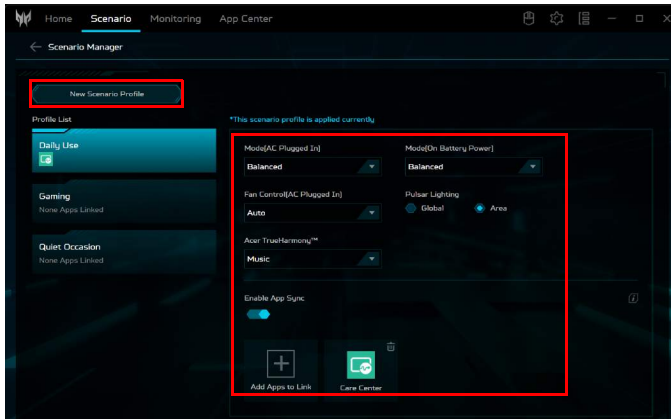 Home Scenario Monitoring App Center
Scenario Manager
New Scenario Profile
Profile List
*This scenario profile is applied currently
Daily Use
Gaming
None Apps Linked
Quiet Occasion
None Apps Linked
Mode[AC Plugged In] Mode[On Battery Power]
Balanced Balanced
Fan Control[AC Plugged In] Pulsar Lighting
Auto Global Area
Acer TrueHarmony™
Music
Enable App Sync
Add Apps to Link Care Center